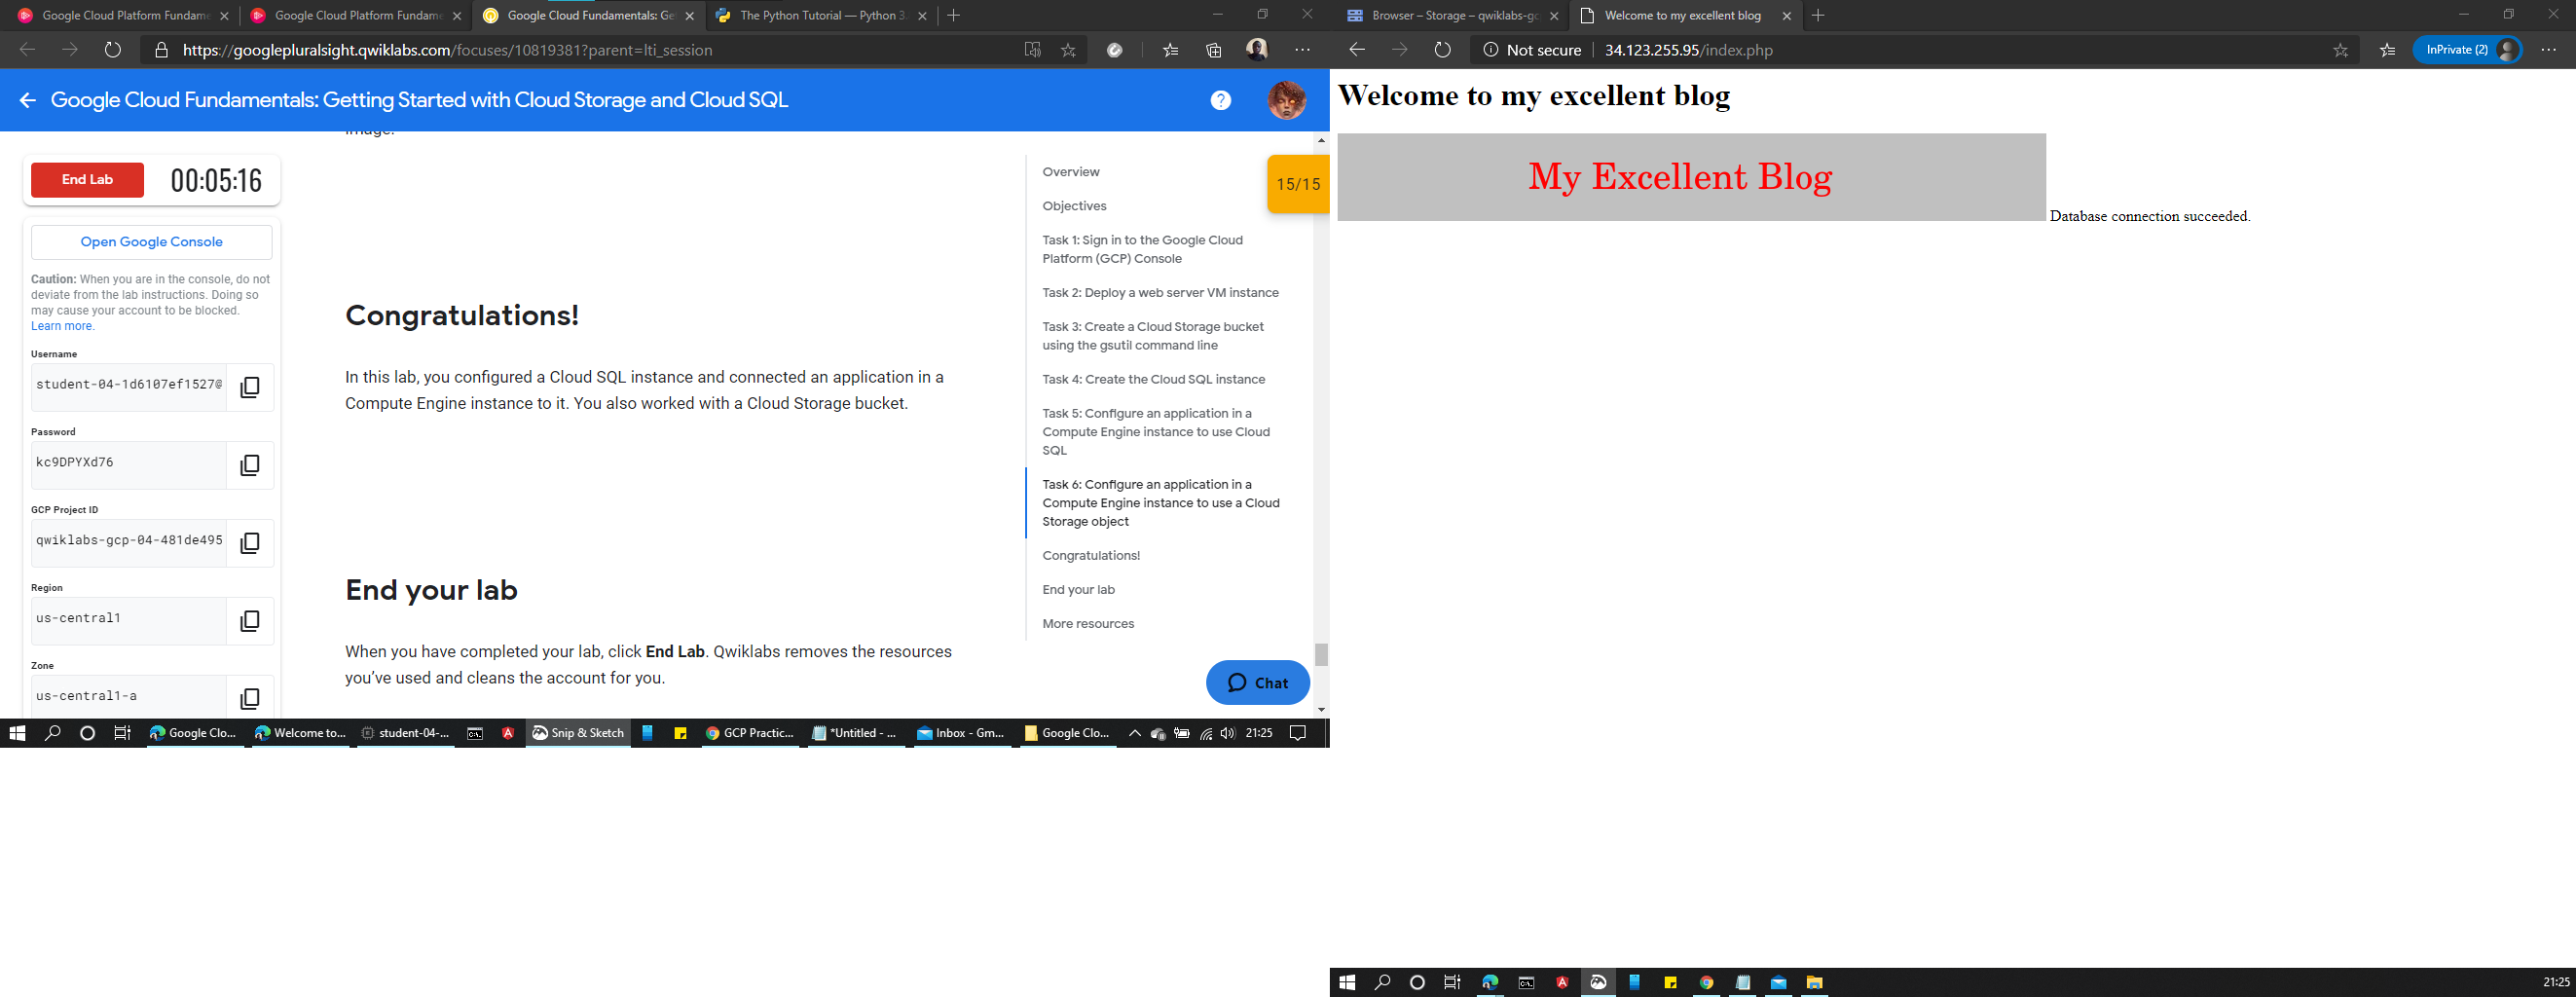 Google Cloud Platform Fundame
Google Cloud Platform Fundame
Google Cloud Fundamentals: Ge
The Python Tutorial — Python 3.
https://googlepluralsight.qwiklabs.com/focuses/10819381?parent=lti_session
Google Cloud Fundamentals: Getting Started with Cloud Storage and Cloud SQL
image.
End Lab
00:05:16
Open Google Console
Caution: When you are in the console, do not
deviate from the lab instructions. Doing so
may cause your account to be blocked.
Learn more.
Username
student-04-1d6107ef1527@
Password
kc9DPYXd76
GCP Project ID
qwiklabs-gcp-04-481de495
Region
us-central1
Zone
us-central1-a
Congratulations!
In this lab, you configured a Cloud SQL instance and connected an application in a
Compute Engine instance to it. You also worked with a Cloud Storage bucket.
End your lab
When you have completed your lab, click End Lab. Qwiklabs removes the resources
you've used and cleans the account for you.
Overview
Objectives
Task 1: Sign in to the Google Cloud
Platform (GCP) Console
Task 2: Deploy a web server VM instance
Task 3: Create a Cloud Storage bucket
using the gsutil command line
Task 4: Create the Cloud SQL instance
Task 5: Configure an application in a
Compute Engine instance to use Cloud
SQL
Task 6: Configure an application in a
Compute Engine instance to use a Cloud
Storage object
Congratulations!
End your lab
More resources
15/15
Chat
Google Clo...
Welcome to...
student-04-...
Snip & Sketch
GCP Practic...
*Untitled - ...
Inbox - Gm...
Google Clo...
21:25
Browser – Storage – qwiklabs-gc
Welcome to my excellent blog
Not secure
34.123.255.95/index.php
InPrivate (2)
Welcome to my excellent blog
My Excellent Blog
Database connection succeeded.
21:25